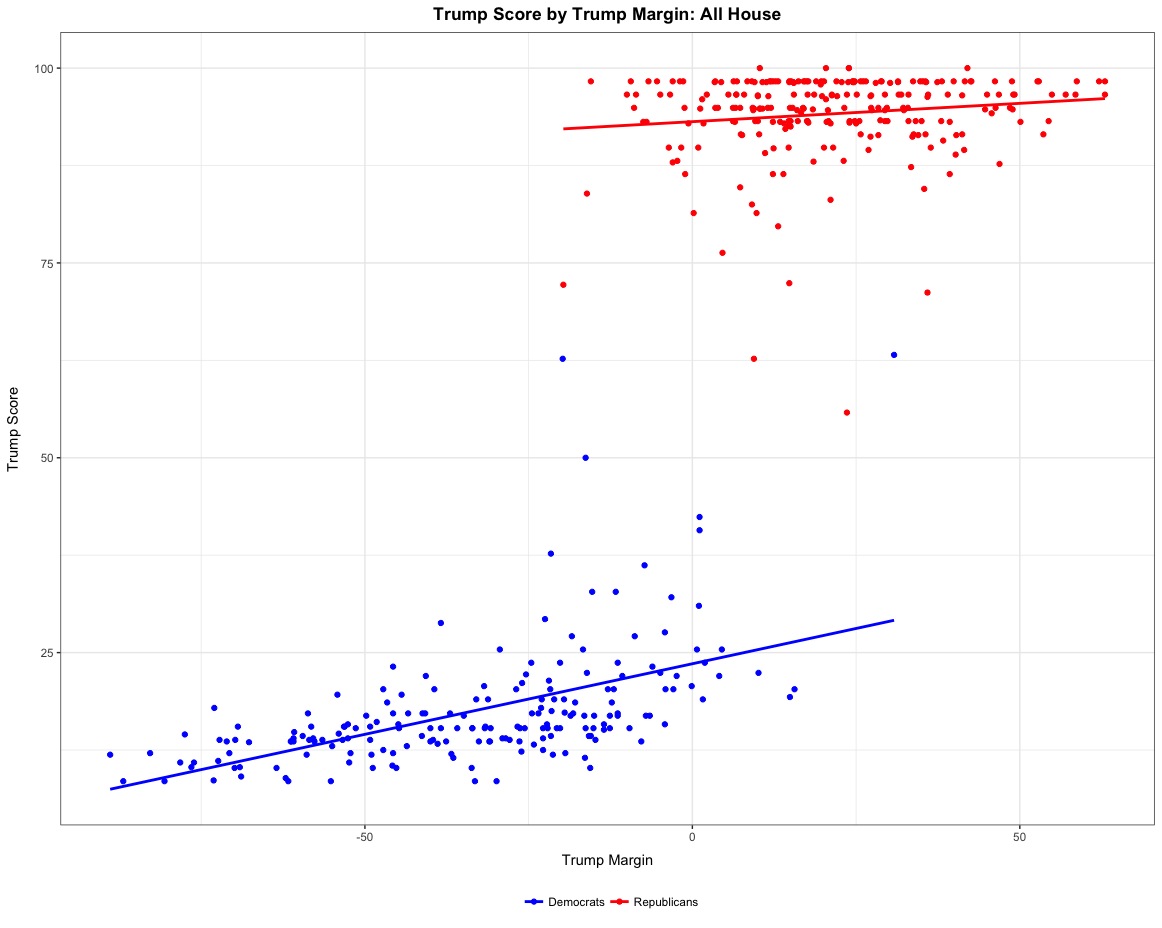 Trump Score by Trump Margin: All House
Trump Score
100
75
50
25
-50
0
50
Trump Margin
Democrats
Republicans